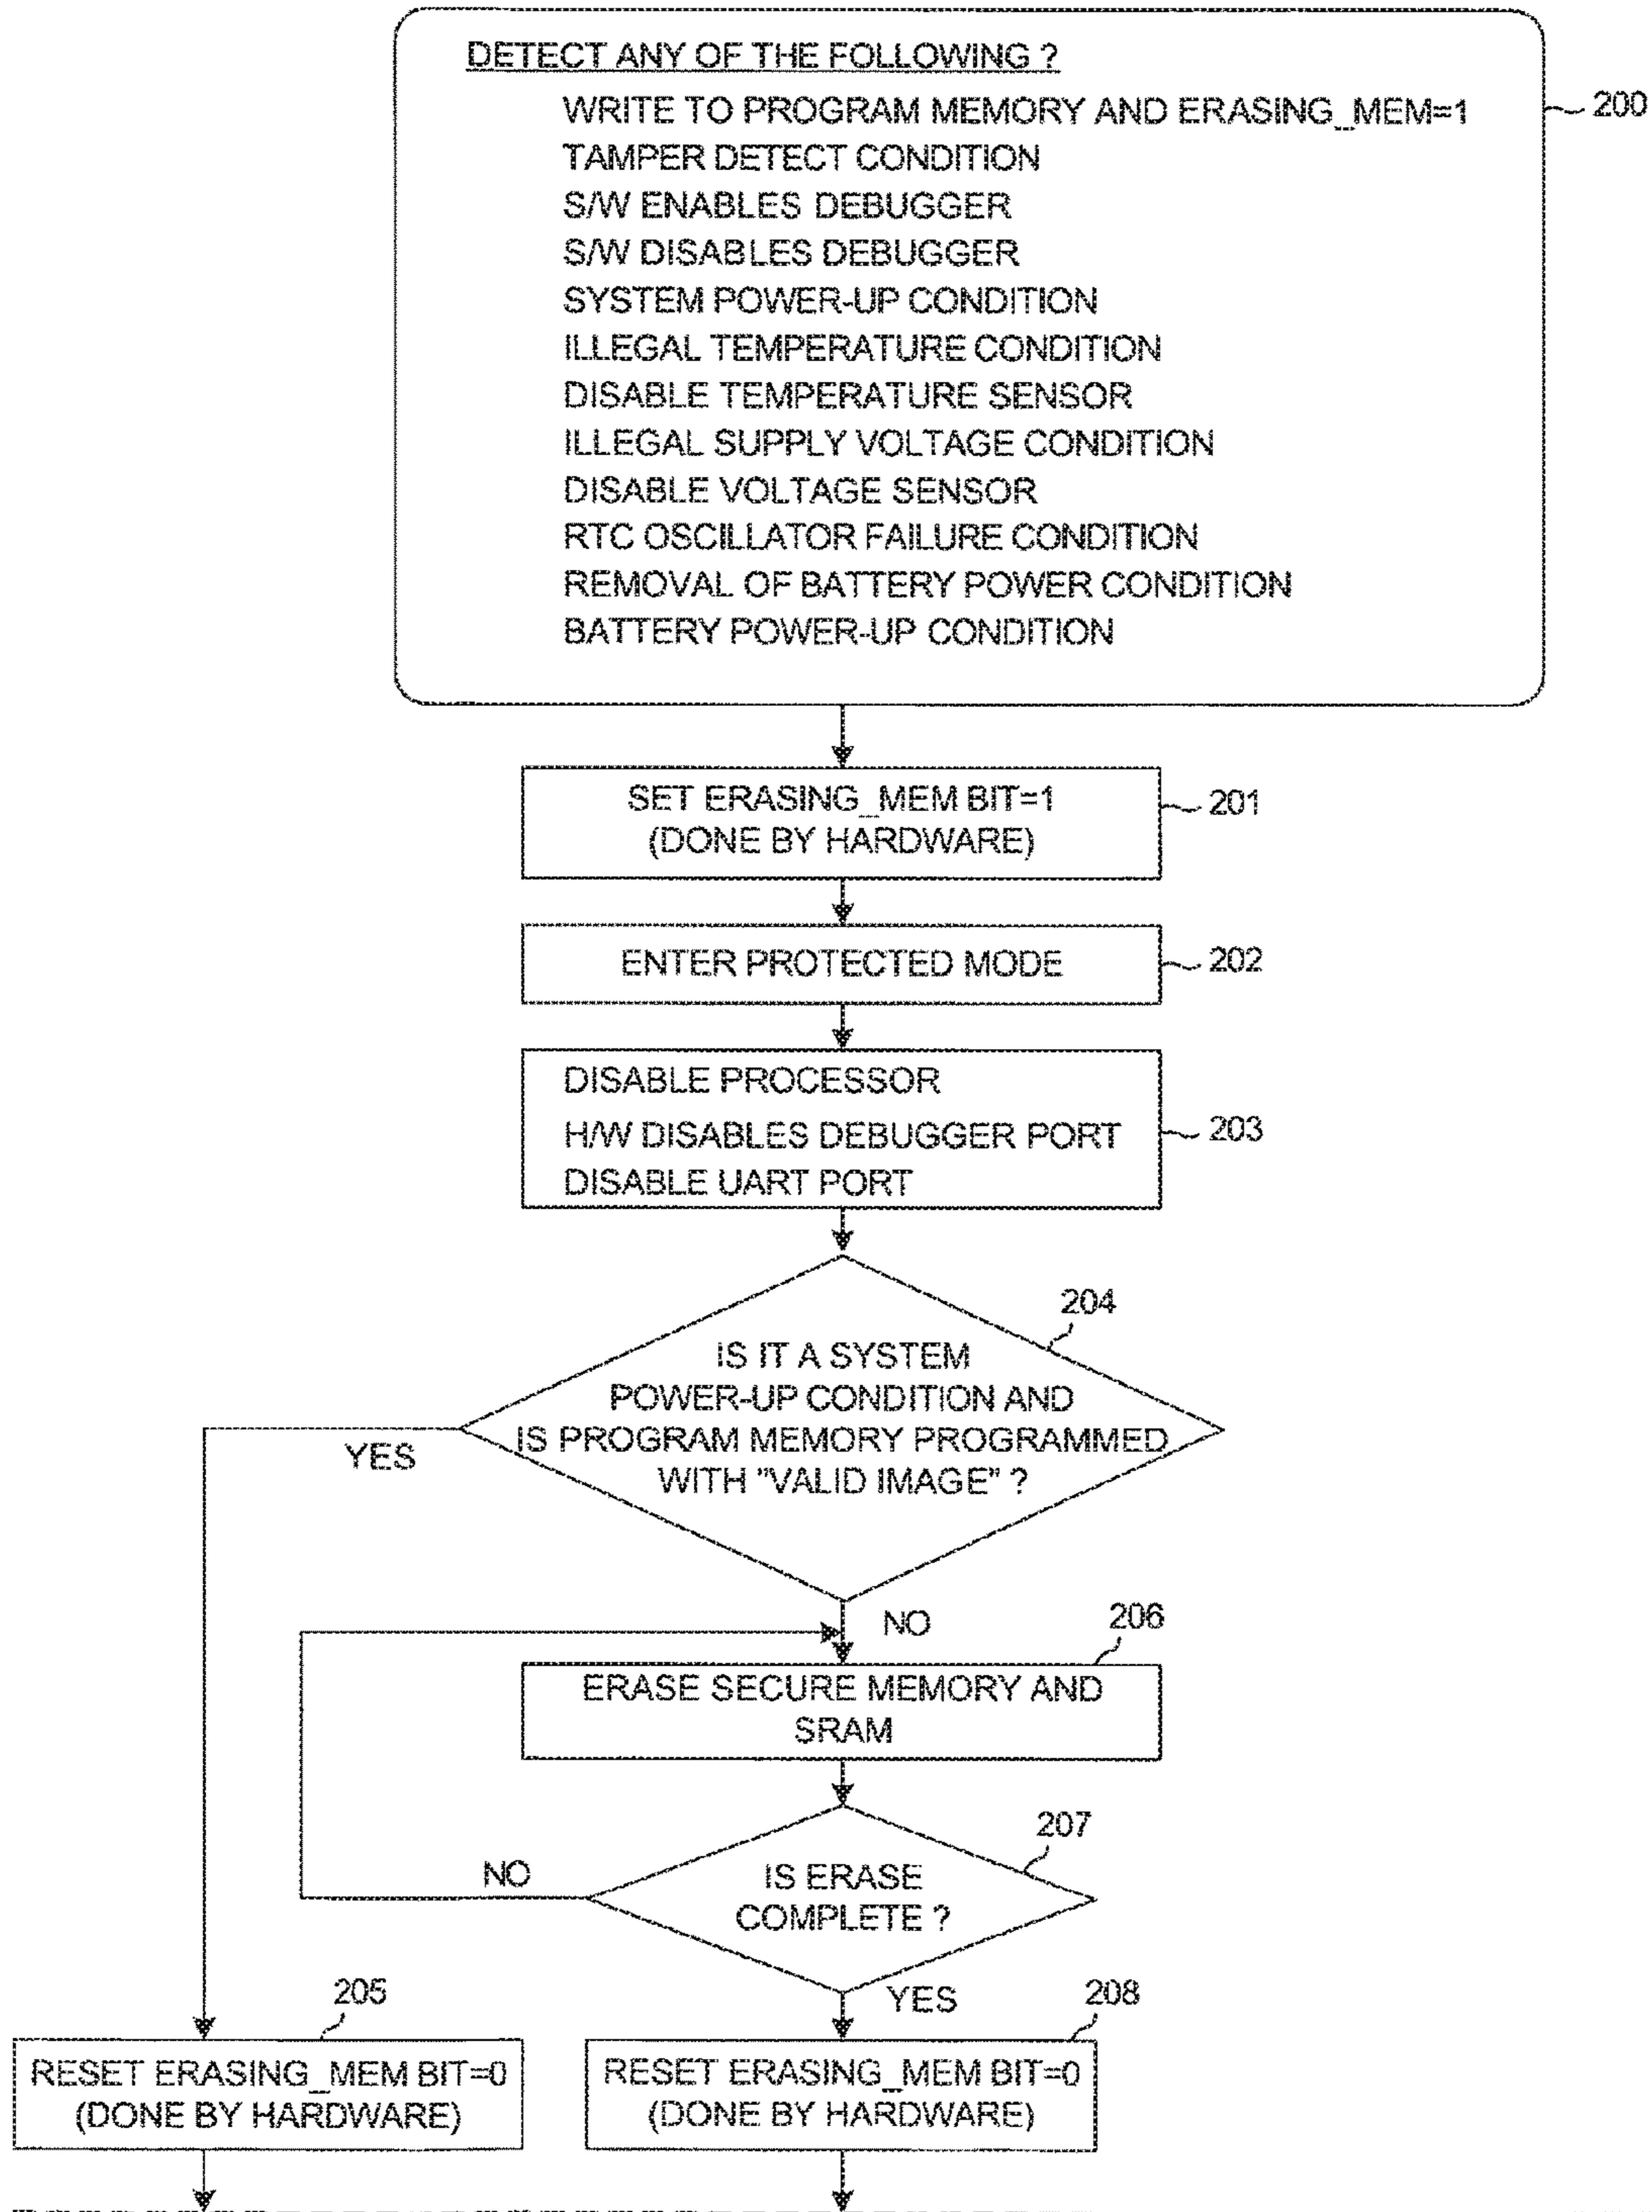 DETECT ANY OF THE FOLLOWING ?
WRITE TO PROGRAM MEMORY AND ERASING_MEM=1
200
TAMPER DETECT CONDITION
S/W ENABLES DEBUGGER
S/W DISABLES DEBUGGER
SYSTEM POWER-UP CONDITION
ILLEGAL TEMPERATURE CONDITION
DISABLE TEMPERATURE SENSOR
ILLEGAL SUPPLY VOLTAGE CONDITION
DISABLE VOLTAGE SENSOR
RTC OSCILLATOR FAILURE CONDITION
REMOVAL OF BATTERY POWER CONDITION
BATTERY POWER-UP CONDITION
SET ERASING_MEM BIT=1
(DONE BY HARDWARE)
201
ENTER PROTECTED MODE
202
DISABLE PROCESSOR
H/W DISABLES DEBUGGER PORT
DISABLE UART PORT
203
204
IS IT A SYSTEM
POWER-UP CONDITION AND
IS PROGRAM MEMORY PROGRAMMED
WITH "VALID IMAGE" ?
YES
NO
206
ERASE SECURE MEMORY AND
SRAM
207
IS ERASE
COMPLETE ?
NO
YES
205
RESET ERASING_MEM BIT=0
(DONE BY HARDWARE)
208
RESET ERASING_MEM BIT=0
(DONE BY HARDWARE)